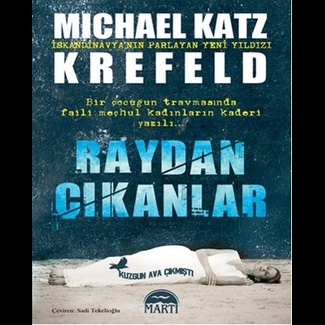 MICHAEL KATZ
İSKANDİNAVYA'NIN PARLAYAN YENİ YILDIZI
KREFELD
Bir çocuğun travmasında
faili meçhul kadınların kaderi
yazılı...
RAYDAN
ÇIKANLAR
KUZGUN AVA ÇIKMIŞTI
Çeviren: Sadi Tekelioğlu
MARTI